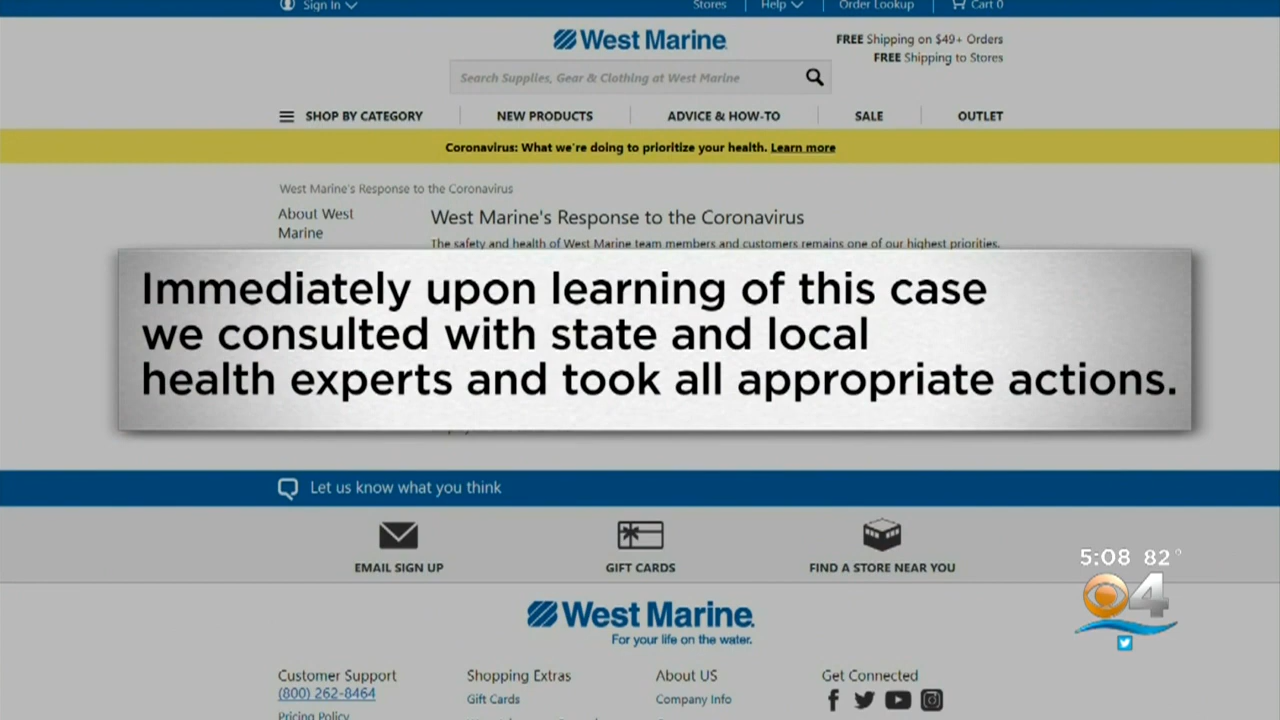 Sign In
Stores
Help
Order Lookup
Cart 0
West Marine
FREE Shipping on $49+ Orders
FREE Shipping to Stores
Search Supplies, Gear & Clothing at West Marine
SHOP BY CATEGORY
NEW PRODUCTS
ADVICE & HOW-TO
SALE
OUTLET
Coronavirus: What we're doing to prioritize your health. Learn more
West Marine's Response to the Coronavirus
About West
Marine
West Marine's Response to the Coronavirus
The safety and health of West Marine team members and customers remains one of our highest priorities.
Immediately upon learning of this case
we consulted with state and local
health experts and took all appropriate actions.
Let us know what you think
EMAIL SIGN UP
GIFT CARDS
FIND A STORE NEAR YOU
5:08 82°
4
West Marine.
For your life on the water.
Customer Support
(800) 262-8464
Pricing Policy
Shopping Extras
Gift Cards
About US
Company Info
Get Connected